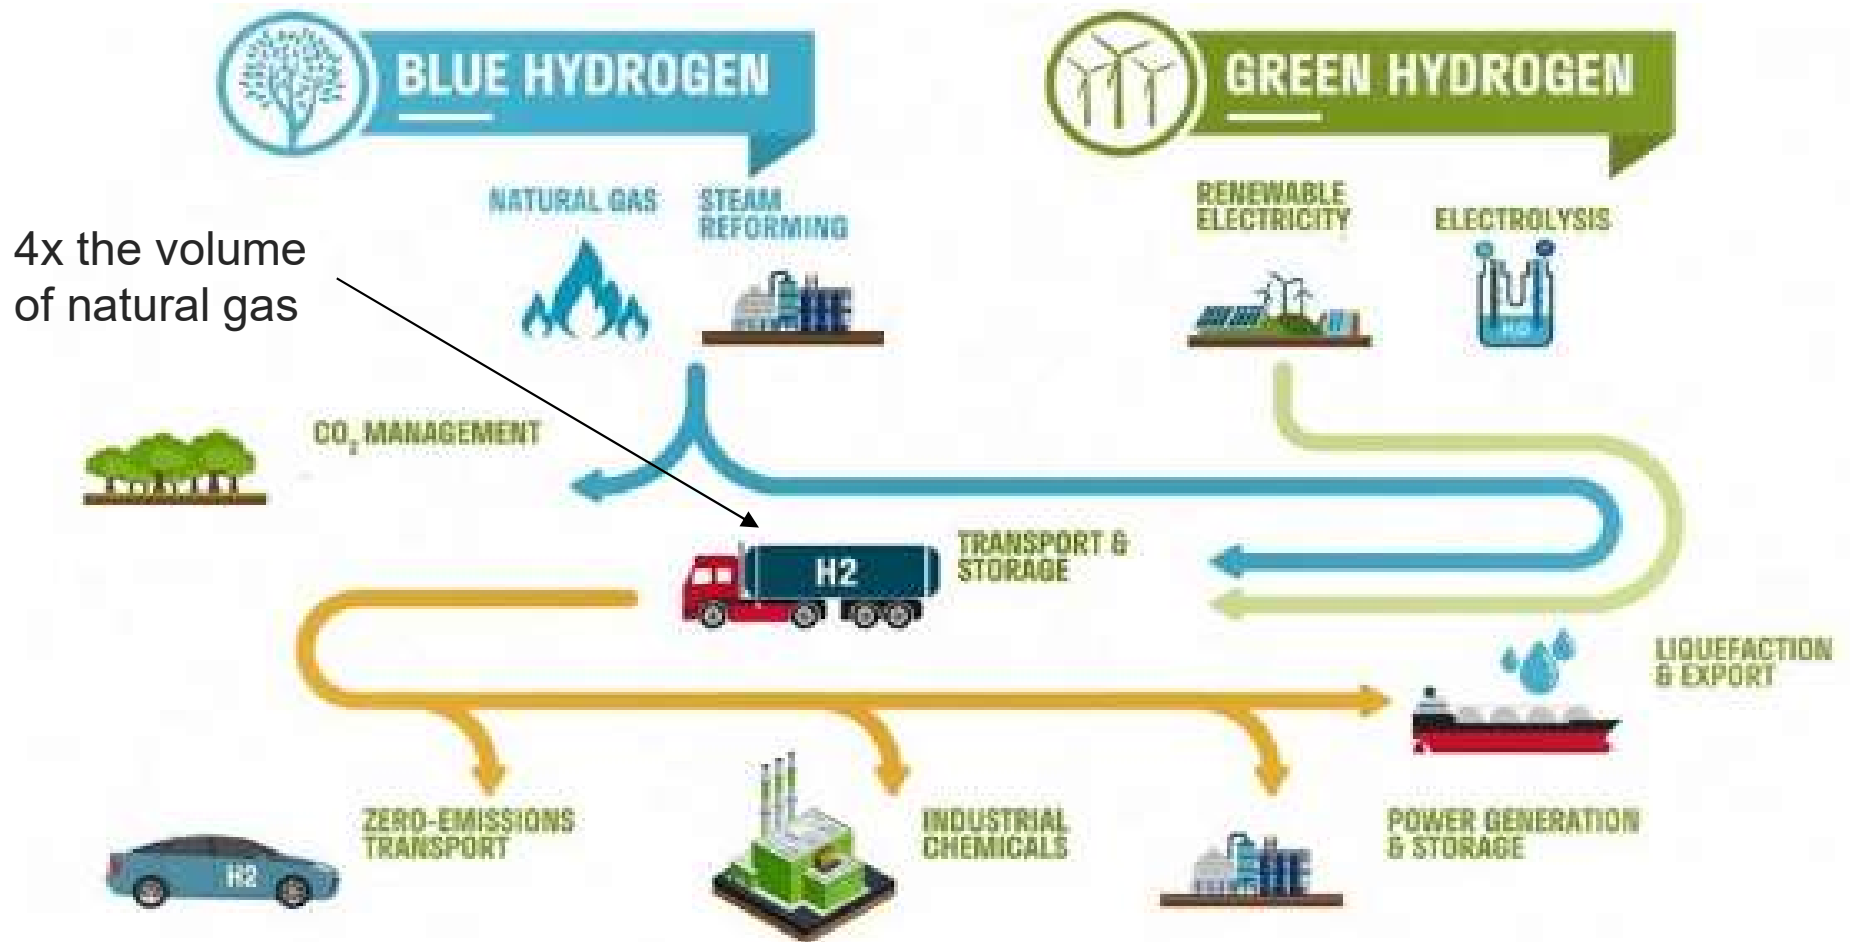 BLUE HYDROGEN
GREEN HYDROGEN
NATURAL GAS
STEAM
REFORMING
RENEWABLE
ELECTRICITY
ELECTROLYSIS
4x the volume
of natural gas
H2
CO₂ MANAGEMENT
H2
TRANSPORT &
STORAGE
LIQUEFACTION
& EXPORT
H2
ZERO-EMISSIONS
TRANSPORT
INDUSTRIAL
CHEMICALS
POWER GENERATION
& STORAGE